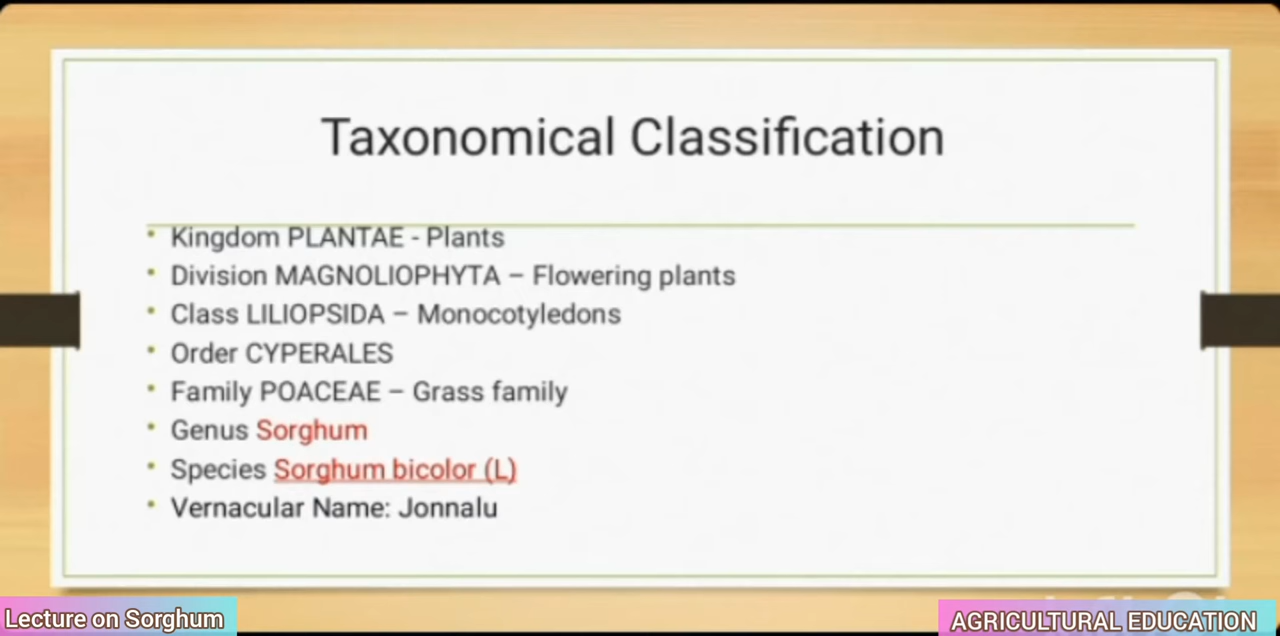 Taxonomical Classification
• Kingdom PLANTAE - Plants
• Division MAGNOLIOPHYTA – Flowering plants
• Class LILIOPSIDA – Monocotyledons
• Order CYPERALES
• Family POACEAE – Grass family
• Genus Sorghum
• Species Sorghum bicolor (L)
• Vernacular Name: Jonnalu
Lecture on Sorghum
AGRICULTURAL EDUCATION